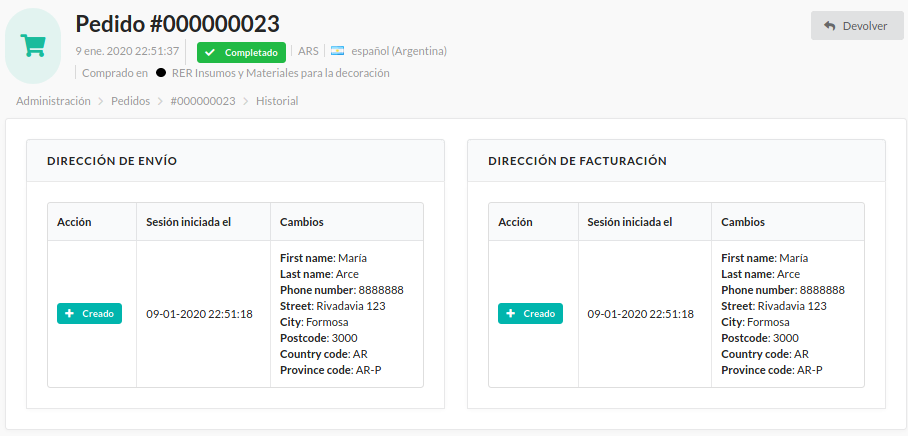 Pedido #000000023
Devolver
9 ene. 2020 22:51:37 Completado ARS español (Argentina)
Comprado en RER Insumos y Materiales para la decoración
Administración > Pedidos > #000000023 > Historial
DIRECCIÓN DE ENVÍO
Acción Sesión iniciada el Cambios
Creado 09-01-2020 22:51:18
First name: María
Last name: Arce
Phone number: 8888888
Street: Rivadavia 123
City: Formosa
Postcode: 3000
Country code: AR
Province code: AR-P
DIRECCIÓN DE FACTURACIÓN
Acción Sesión iniciada el Cambios
Creado 09-01-2020 22:51:18
First name: María
Last name: Arce
Phone number: 8888888
Street: Rivadavia 123
City: Formosa
Postcode: 3000
Country code: AR
Province code: AR-P